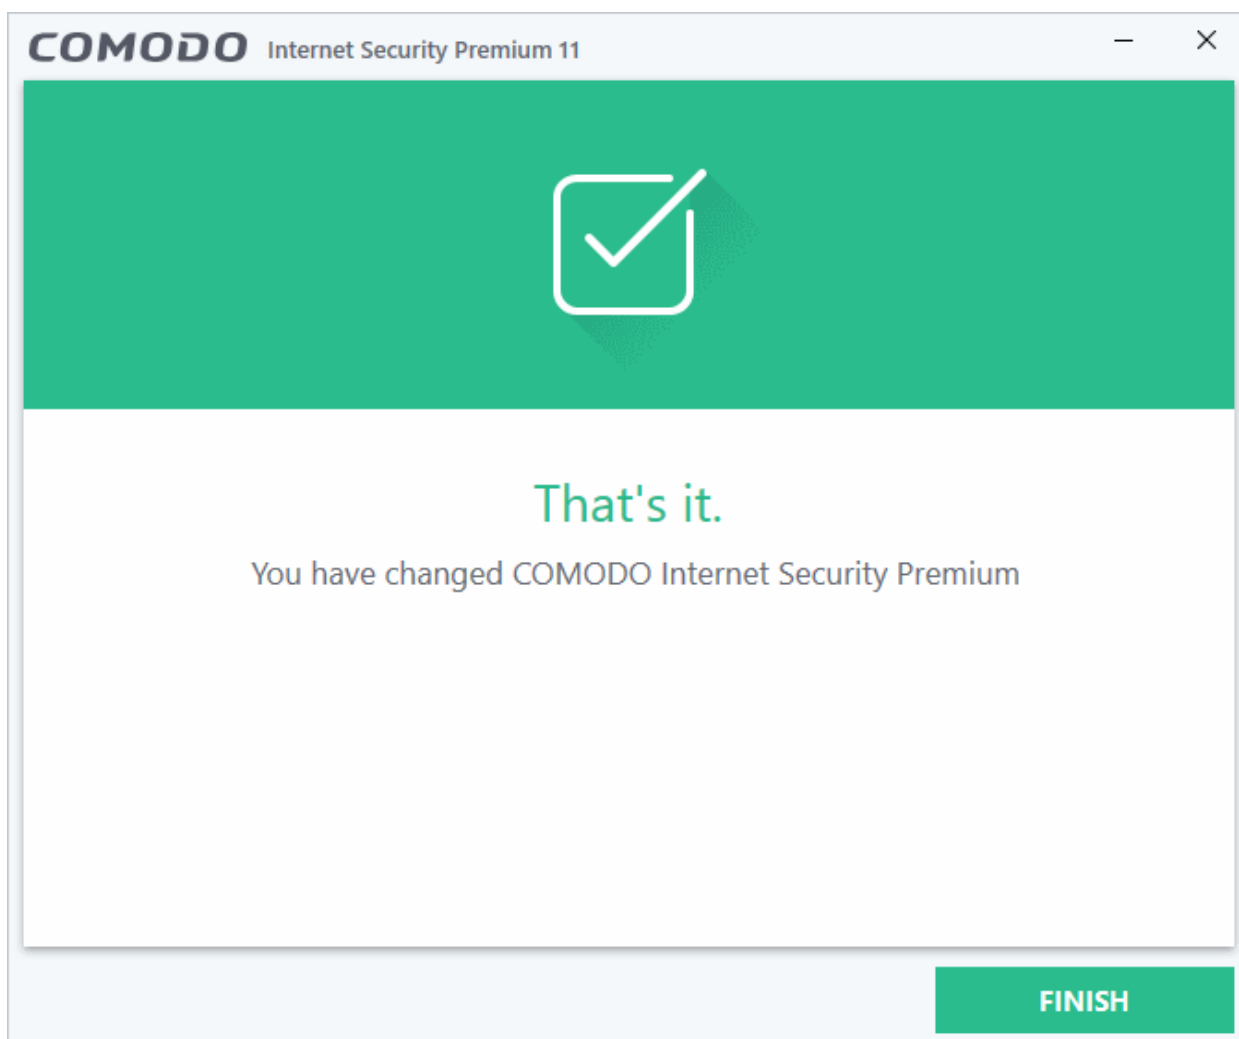 COMODO Internet Security Premium 11
That's it.
You have changed COMODO Internet Security Premium
FINISH